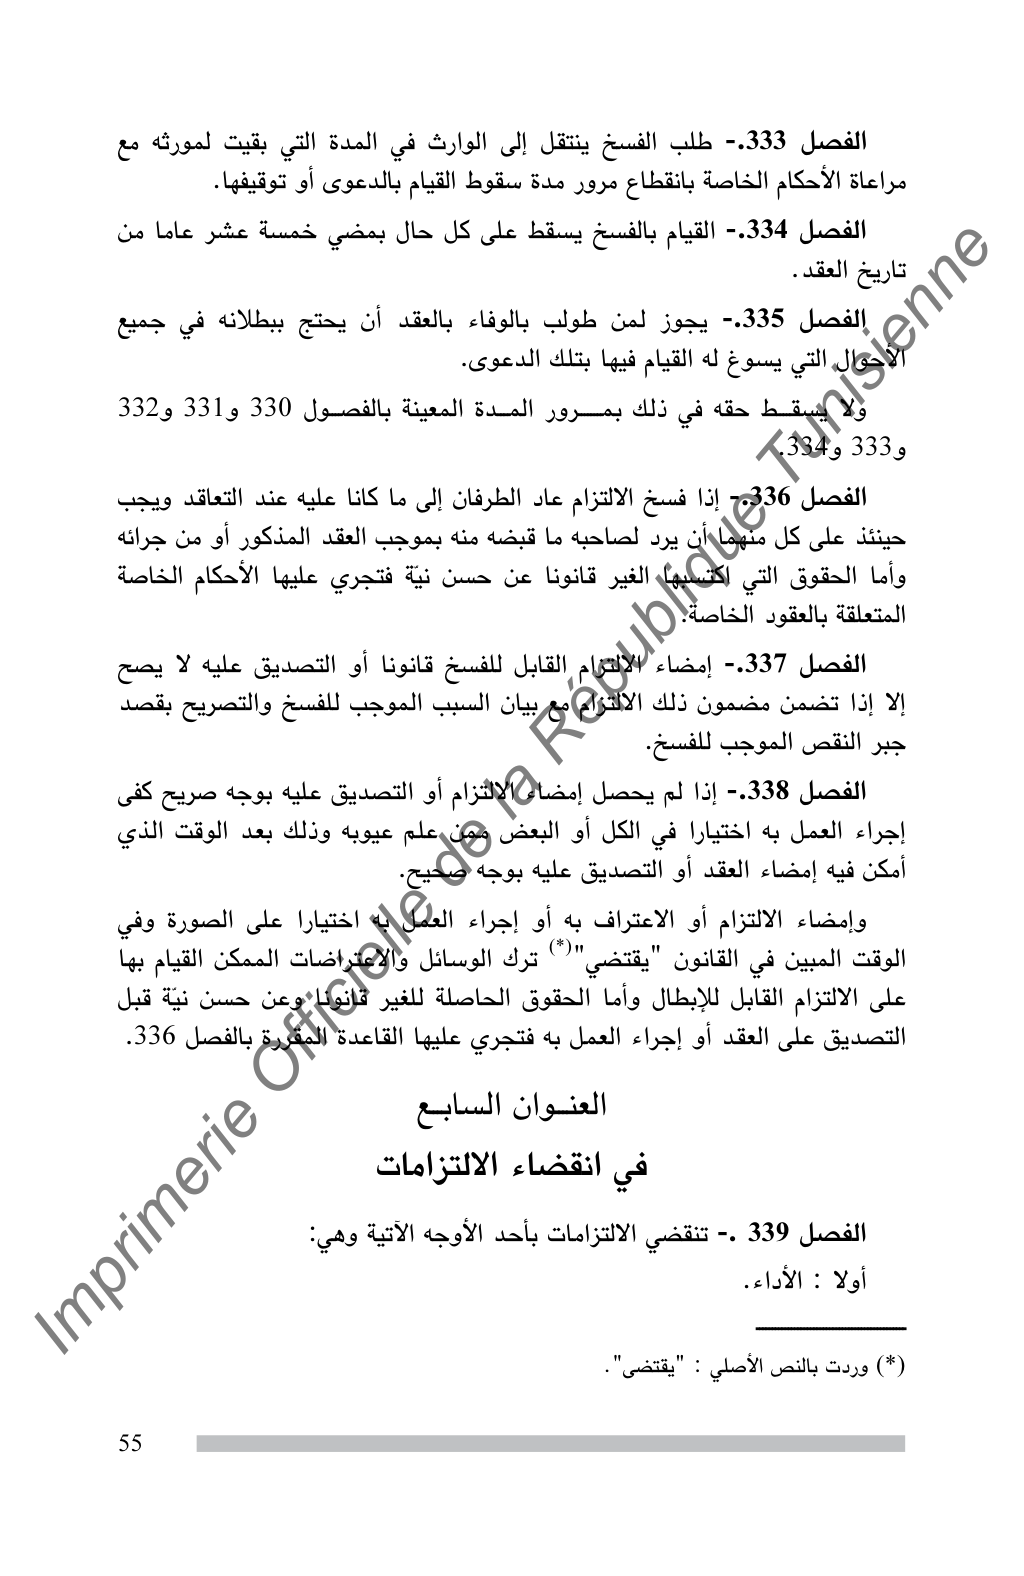 الفصل 333.- طلب الفسخ ينتقل إلى الوارث في المدة التي بقيت لمورثه مع
مراعاة الأحكام الخاصة بانقطاع مرور مدة سقوط القيام بالدعوى أو توقيفها.
الفصل 334.- القيام بالفسخ يسقط على كل حال بمضي خمسة عشر عاما من
تاريخ العقد.
الفصل 335.- يجوز لمن طولب بالوفاء بالعقد أن يحتج ببطلانه في جميع
الأحوال التي يسوغ له القيام فيها بتلك الدعوى.
ولا يسقــط حقه في ذلك بمــــرور المــدة المعينة بالفصــول 330 و331 و332
و333 و334.
الفصل 336.- إذا فسخ الالتزام عاد الطرفان إلى ما كانا عليه عند التعاقد ويجب
حينئذ على كل منهما أن يرد لصاحبه ما قبضه منه بموجب العقد المذكور أو من جرائه
وأما الحقوق التي اكتسبها الغير قانونا عن حسن نيّة فتجري عليها الأحكام الخاصة
المتعلقة بالعقود الخاصة.
الفصل 337.- إمضاء الالتزام القابل للفسخ قانونا أو التصديق عليه لا يصح
إلا إذا تضمن مضمون ذلك الالتزام مع بيان السبب الموجب للفسخ والتصريح بقصد
جبر النقص الموجب للفسخ.
الفصل 338.- إذا لم يحصل إمضاء الالتزام أو التصديق عليه بوجه صريح كفى
إجراء العمل به اختيارا في الكل أو البعض ممن علم عيوبه وذلك بعد الوقت الذي
أمكن فيه إمضاء العقد أو التصديق عليه بوجه صحيح.
وإمضاء الالتزام أو الاعتراف به أو إجراء العمل به اختيارا على الصورة وفي
الوقت المبين في القانون "يقتضي"(*) ترك الوسائل والاعتراضات الممكن القيام بها
على الالتزام القابل للإبطال وأما الحقوق الحاصلة للغير قانونا وعن حسن نيّة قبل
التصديق على العقد أو إجراء العمل به فتجري عليها القاعدة المقررة بالفصل 336.
العنــوان السابــع
في انقضاء الالتزامات
الفصل 339 .- تنقضي الالتزامات بأحد الأوجه الآتية وهي:
أولا : الأداء.
(*) وردت بالنص الأصلي : "يقتضى".
55
Imprimerie Officielle de la République Tunisienne